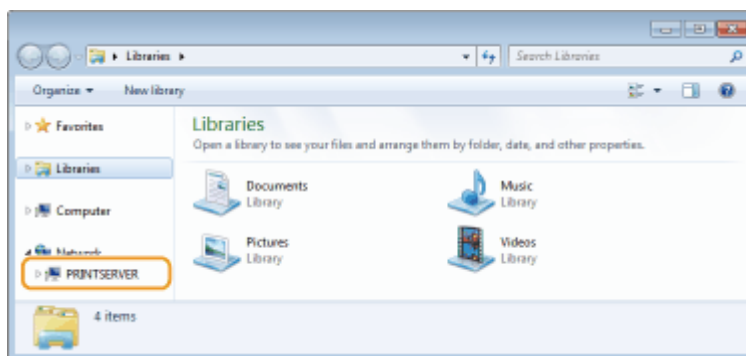 Libraries
Search Libraries
Organize
New library
Favorites
Libraries
Computer
Network
PRINTSERVER
Libraries
Open a library to see your files and arrange them by folder, date, and other properties.
Documents
Library
Music
Library
Pictures
Library
Videos
Library
4 items